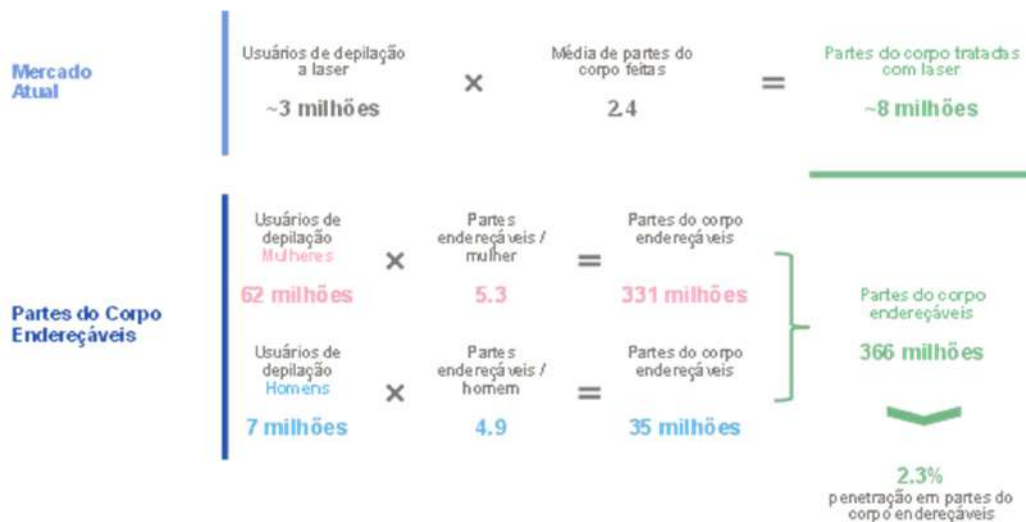 Mercado
Atual
Usuários de depilação
a laser
~3 milhões
×
Média de partes do
corpo feitas
2.4
=
Partes do corpo tratadas
com laser
~8 milhões
Partes do Corpo
Endereçáveis
Usuários de
depilação
Mulheres
62 milhões
×
Partes
endereçáveis /
mulher
5.3
=
Partes do corpo
endereçáveis
331 milhões
Usuários de
depilação
Homens
7 milhões
×
Partes
endereçáveis /
homem
4.9
=
Partes do corpo
endereçáveis
35 milhões
Partes do corpo
endereçáveis
366 milhões
2.3%
penetração em partes do
corpo endereçáveis